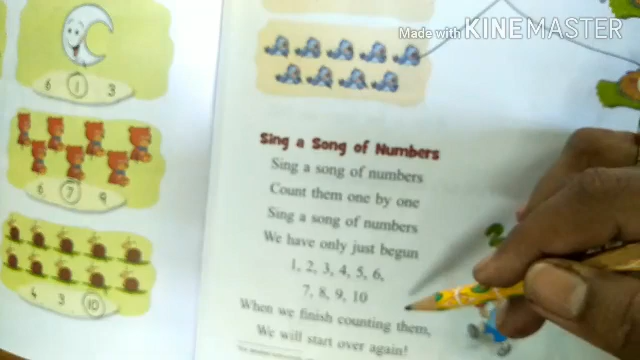 Made with KINEMASTER
6 1 3
6 7 9
4 3 10
Sing a Song of Numbers
Sing a song of numbers
Count them one by one
Sing a song of numbers
We have only just begun
1, 2, 3, 4, 5, 6,
7, 8, 9, 10
When we finish counting them,
We will start over again!